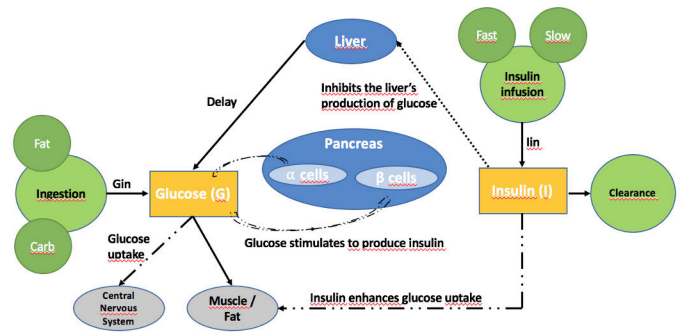 Fast
Slow
Liver
Insulin
infusion
Inhibits the liver's
production of glucose
Delay
Iin
Fat
Pancreas
α cells
β cells
Ingestion
Gin
Glucose (G)
Insulin (I)
Clearance
Carb
Glucose
uptake
Glucose stimulates to produce insulin
Central
Nervous
System
Muscle /
Fat
Insulin enhances glucose uptake